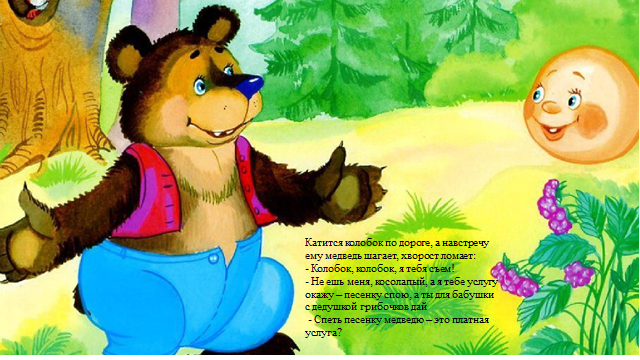 Катится колобок по дороге, а навстречу
ему медведь шагает, хворост ломает:
- Колобок, колобок, я тебя съем!
- Не ешь меня, косолапый, а я тебе услугу
окажу – песенку спою, а ты для бабушки
с дедушкой грибочков дай
- Спеть песенку медведю – это платная
услуга?